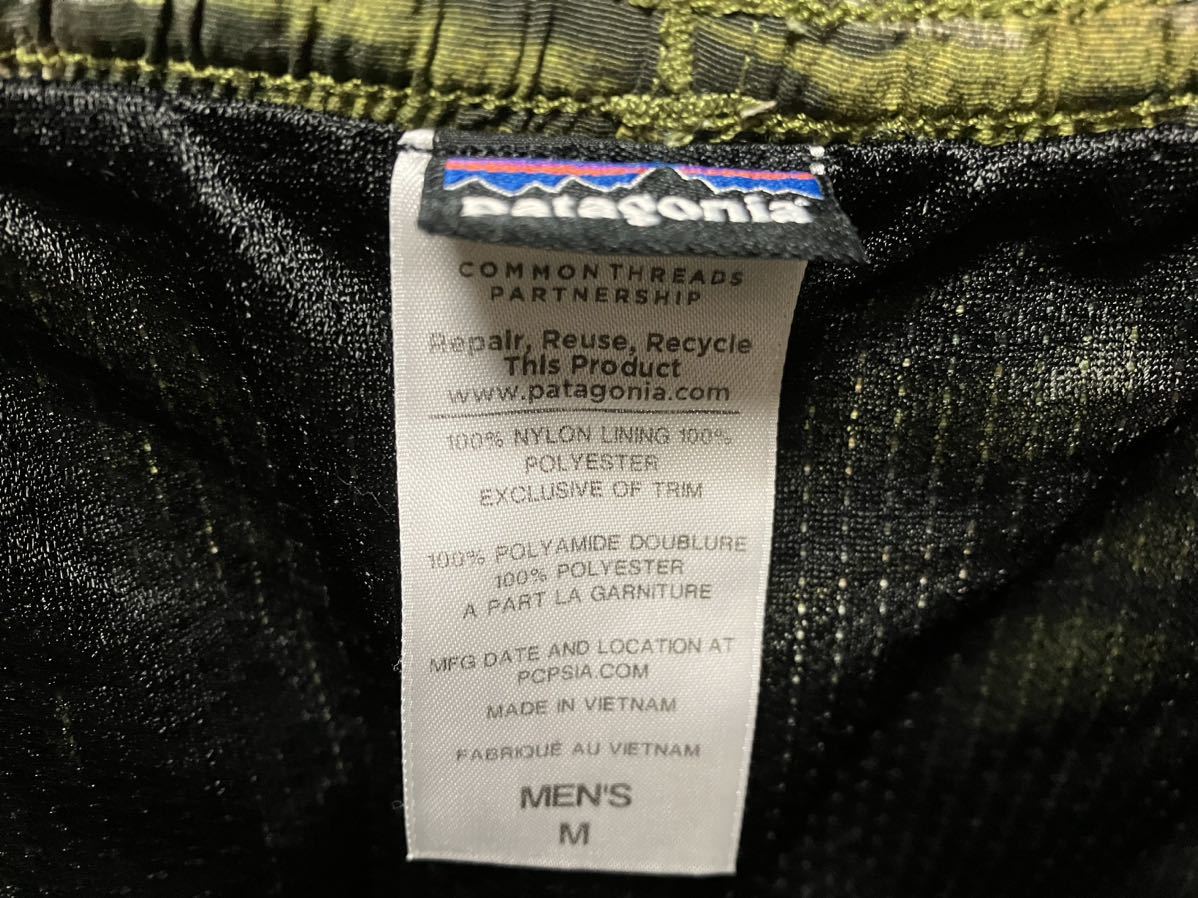 patagonia
COMMON THREADS
PARTNERSHIP
Repair, Reuse, Recycle
This Product
www.patagonia.com
100% NYLON LINING 100%
POLYESTER
EXCLUSIVE OF TRIM
100% POLYAMIDE DOUBLURE
100% POLYESTER
A PART LA GARNITURE
MFG DATE AND LOCATION AT
PCPSIA.COM
MADE IN VIETNAM
FABRIQUÉ AU VIETNAM
MEN'S
M